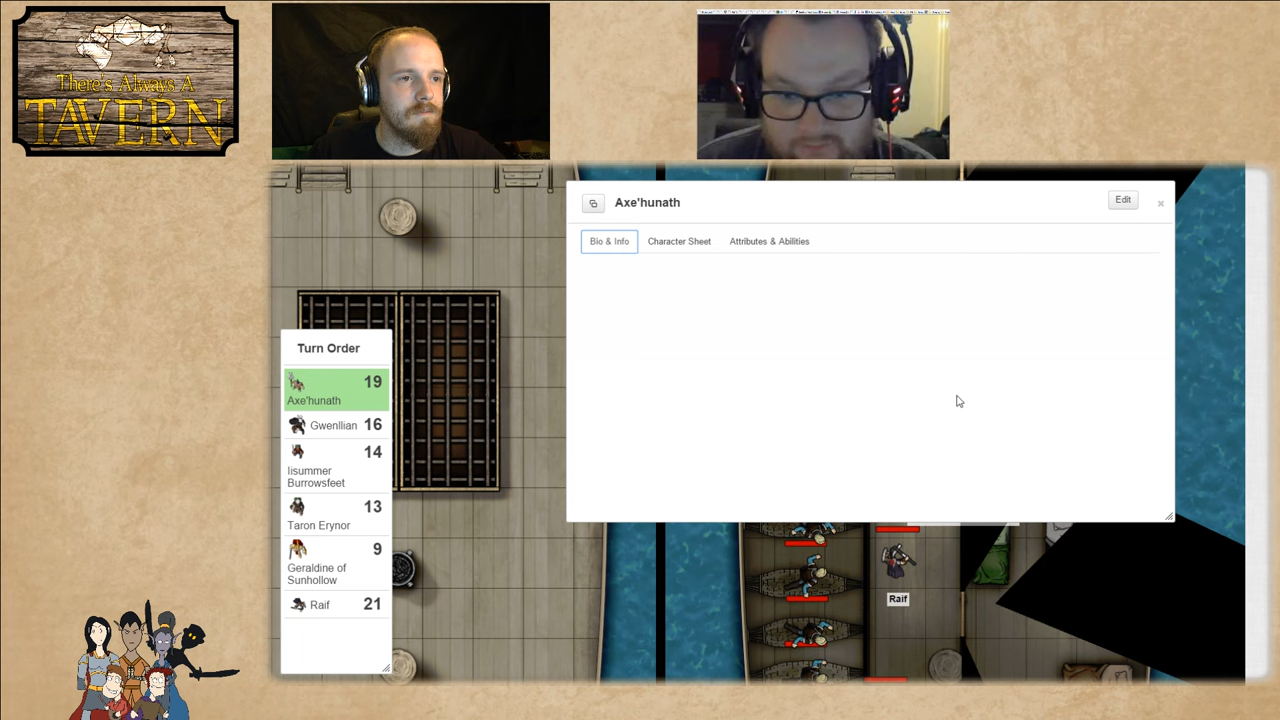 There's Always A
TAVERN
Axe'hunath
Edit
×
Bio & Info
Character Sheet
Attributes & Abilities
Turn Order
19
Axe'hunath
Gwenllian 16
14
Iisummer
Burrowsfeet
13
Taron Erynor
9
Geraldine of
Sunhollow
Raif 21
Raif